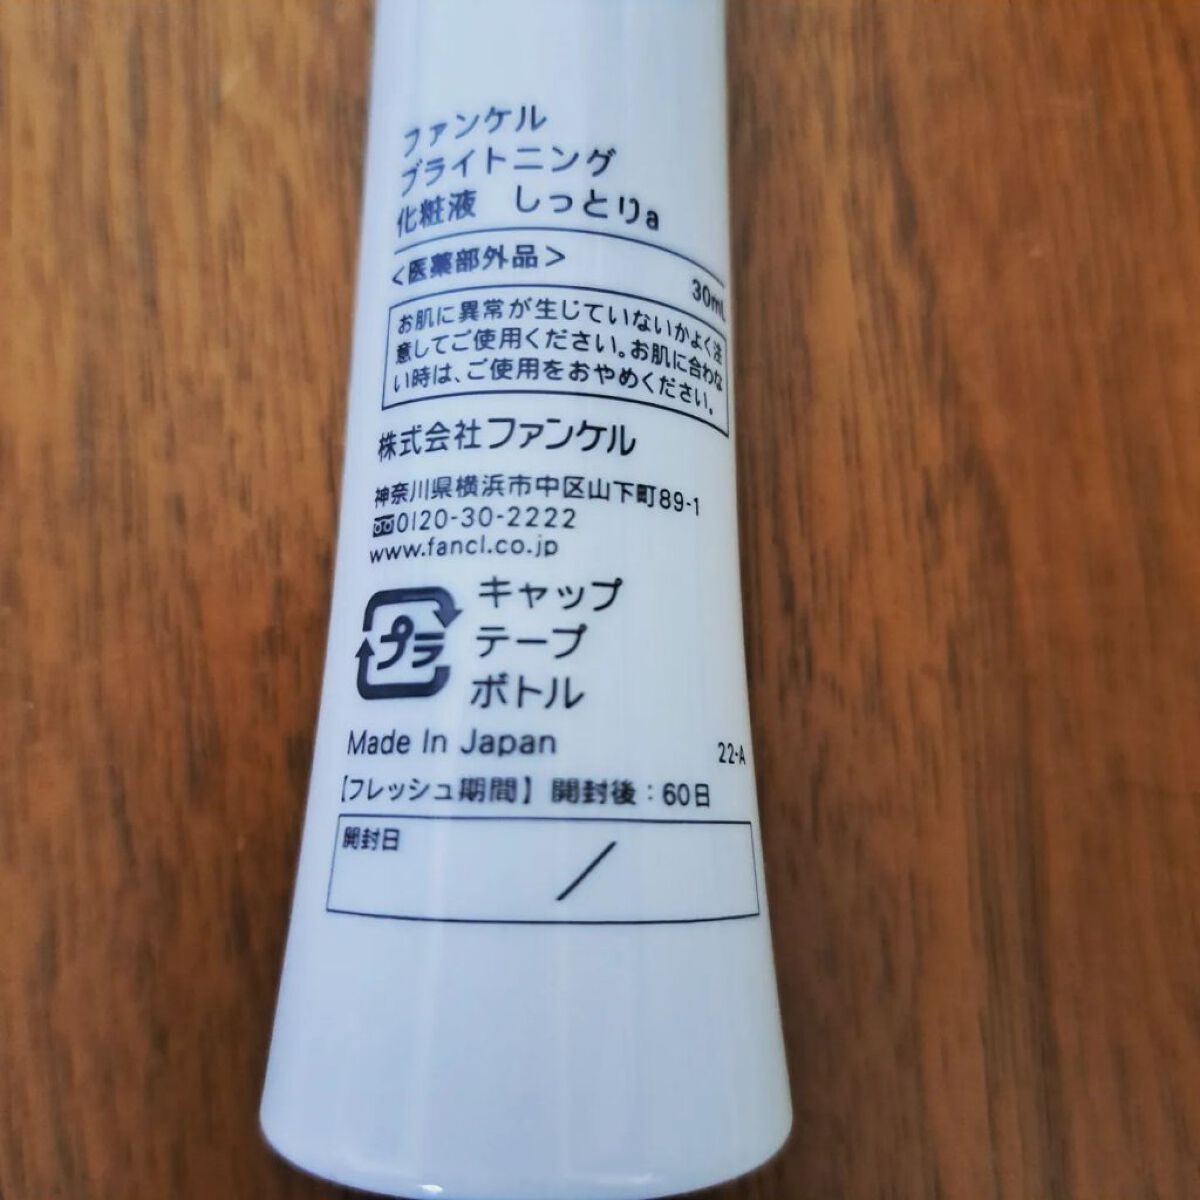 ファンケル
ブライトニング
化粧液 しっとりa
<医薬部外品>
30mL
お肌に異常が生じていないかよく注
意してご使用ください。お肌に合わな
い時は、ご使用をおやめください。
株式会社ファンケル
神奈川県横浜市中区山下町89-1
0120-30-2222
www.fancl.co.jp
プラ
キャップ
テープ
ボトル
Made In Japan
22-A
【フレッシュ期間】 開封後：60日
開封日
/